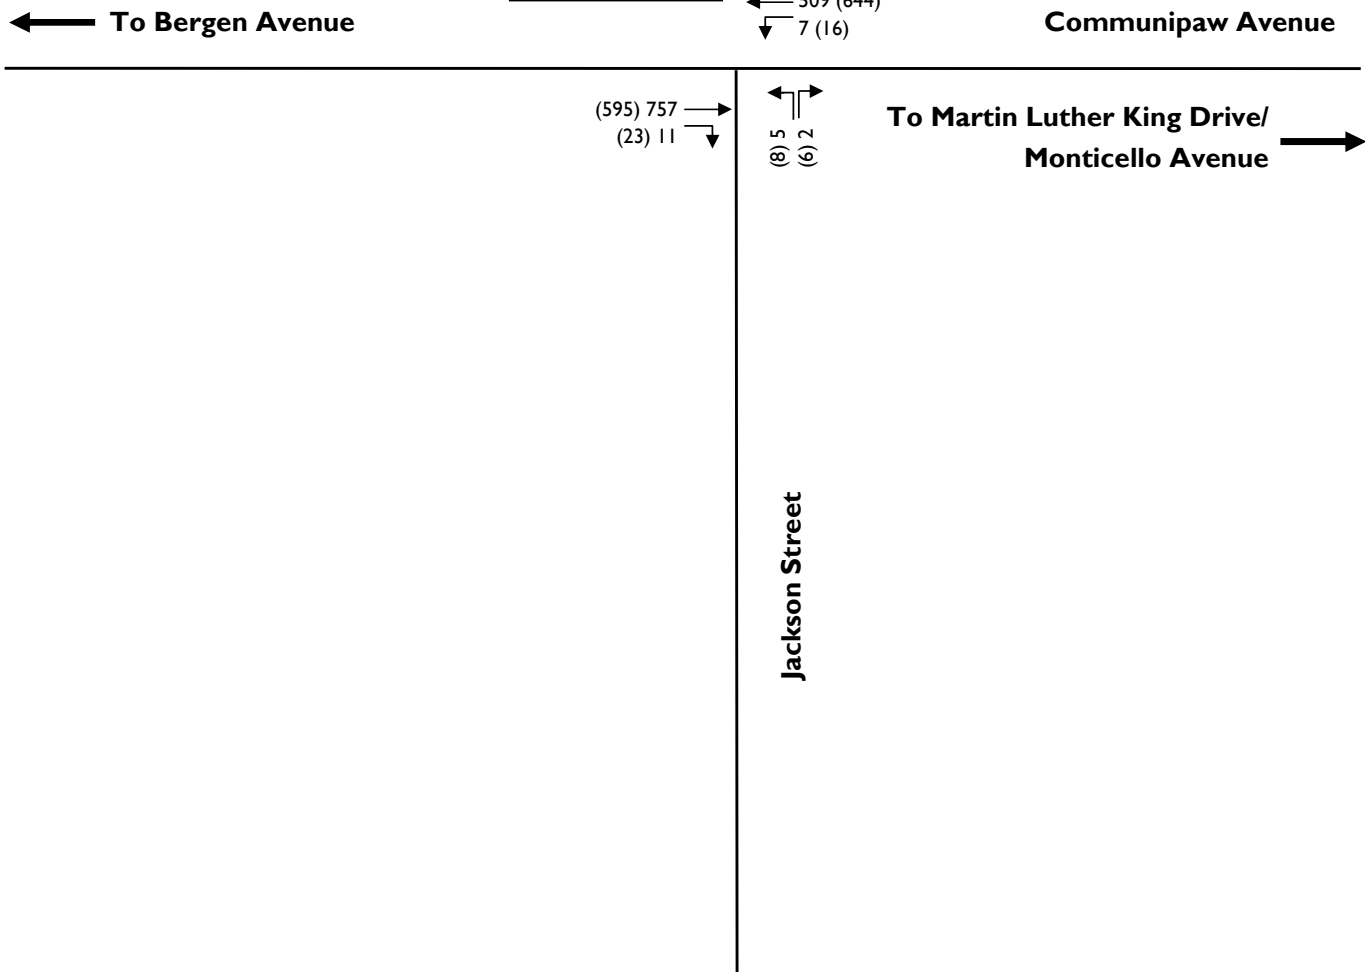 To Bergen Avenue
7 (16)
Communipaw Avenue
(595) 757
(23) 11
(8) 5
(6) 2
To Martin Luther King Drive/
Monticello Avenue
Jackson Street